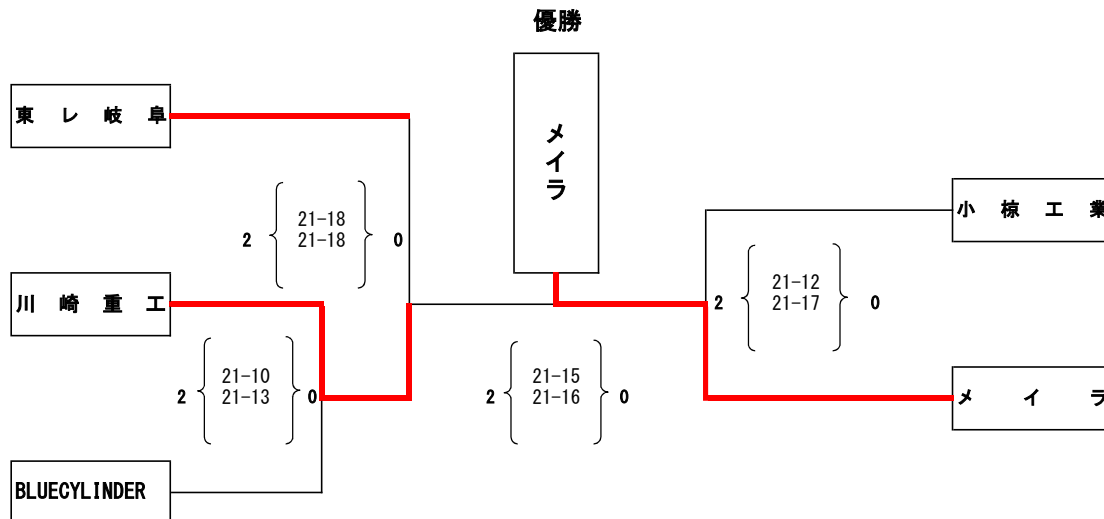 優勝
メイラ
東レ岐阜
21-18
2 0
21-18
小椋工業
21-12
2 0
21-17
川崎重工
21-10
2 0
21-13
21-15
2 0
21-16
メイラ
BLUECYLINDER